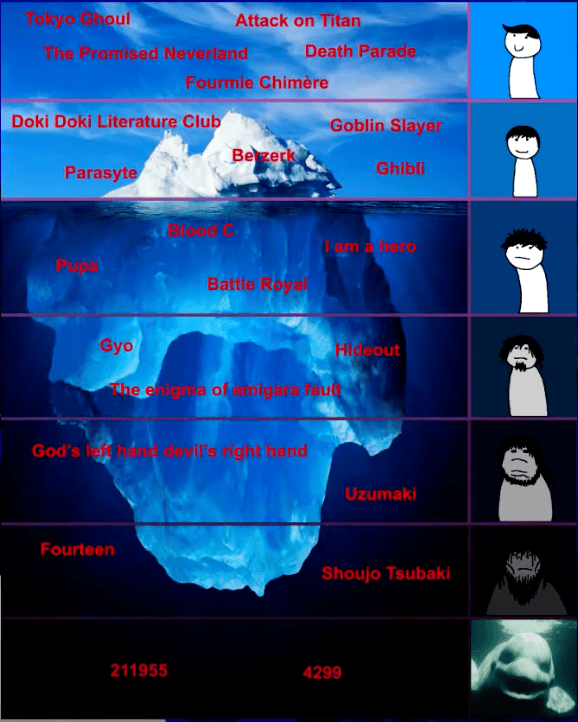 Tokyo Ghoul
Attack on Titan
The Promised Neverland
Death Parade
Fourmie Chimère
Doki Doki Literature Club
Goblin Slayer
Berzerk
Parasyte
Ghibli
Blood C
I am a hero
Pupa
Battle Royal
Gyo
Hideout
The enigma of amigara fault
God's left hand devil's right hand
Uzumaki
Fourteen
Shoujo Tsubaki
211955
4299